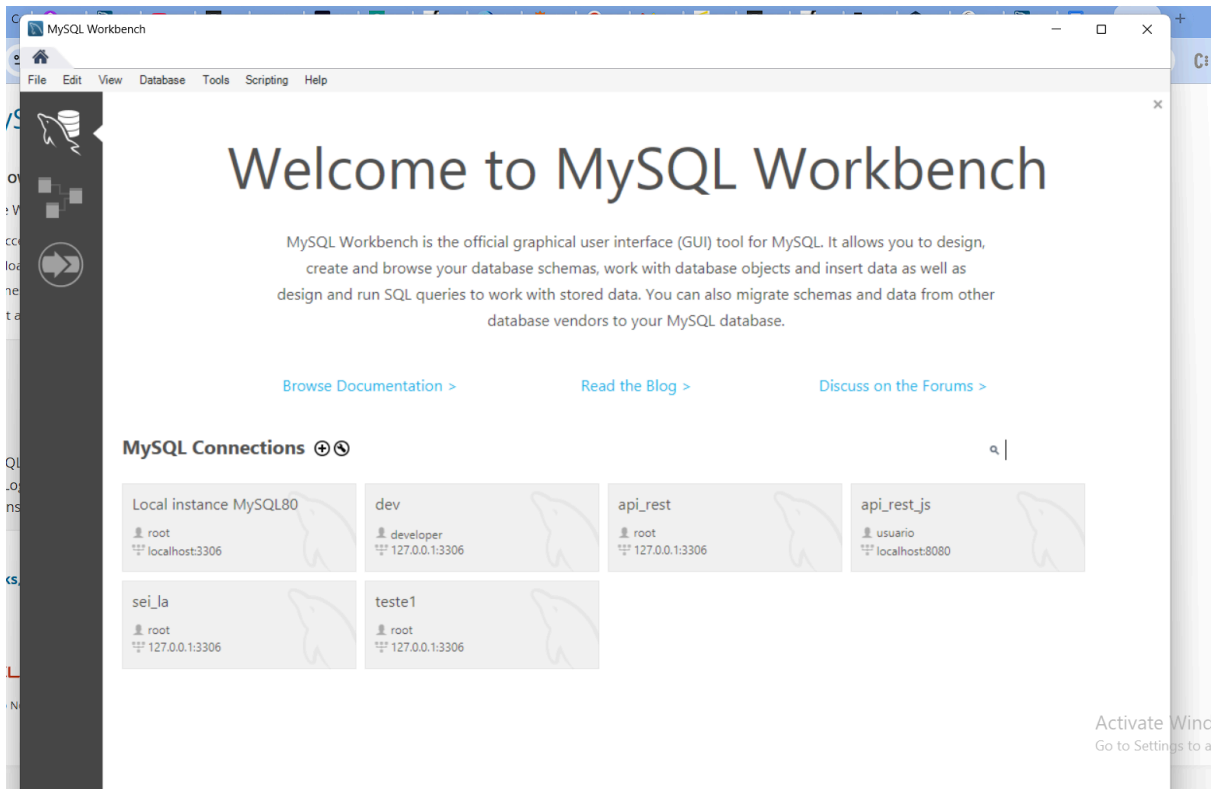 MySQL Workbench
File Edit View Database Tools Scripting Help
Welcome to MySQL Workbench
MySQL Workbench is the official graphical user interface (GUI) tool for MySQL. It allows you to design,
create and browse your database schemas, work with database objects and insert data as well as
design and run SQL queries to work with stored data. You can also migrate schemas and data from other
database vendors to your MySQL database.
Browse Documentation > Read the Blog > Discuss on the Forums >
MySQL Connections
Local instance MySQL80
root
localhost:3306
dev
developer
127.0.0.1:3306
api_rest
root
127.0.0.1:3306
api_rest_js
usuario
localhost:8080
sei_la
root
127.0.0.1:3306
teste1
root
127.0.0.1:3306
Activate Wind
Go to Settings to a